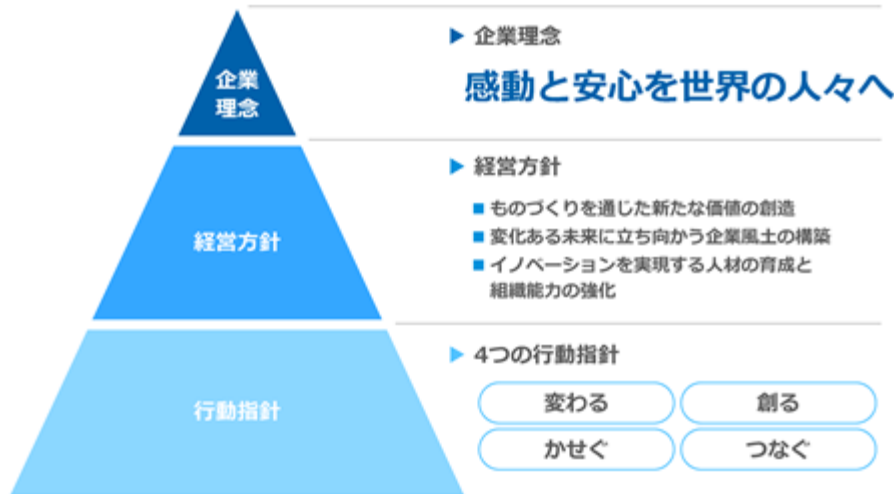 企業
理念
経営方針
行動指針
▶ 企業理念
感動と安心を世界の人々へ
▶ 経営方針
■ ものづくりを通じた新たな価値の創造
■ 変化ある未来に立ち向かう企業風土の構築
■ イノベーションを実現する人材の育成と
組織能力の強化
▶ 4つの行動指針
変わる
創る
かせぐ
つなぐ